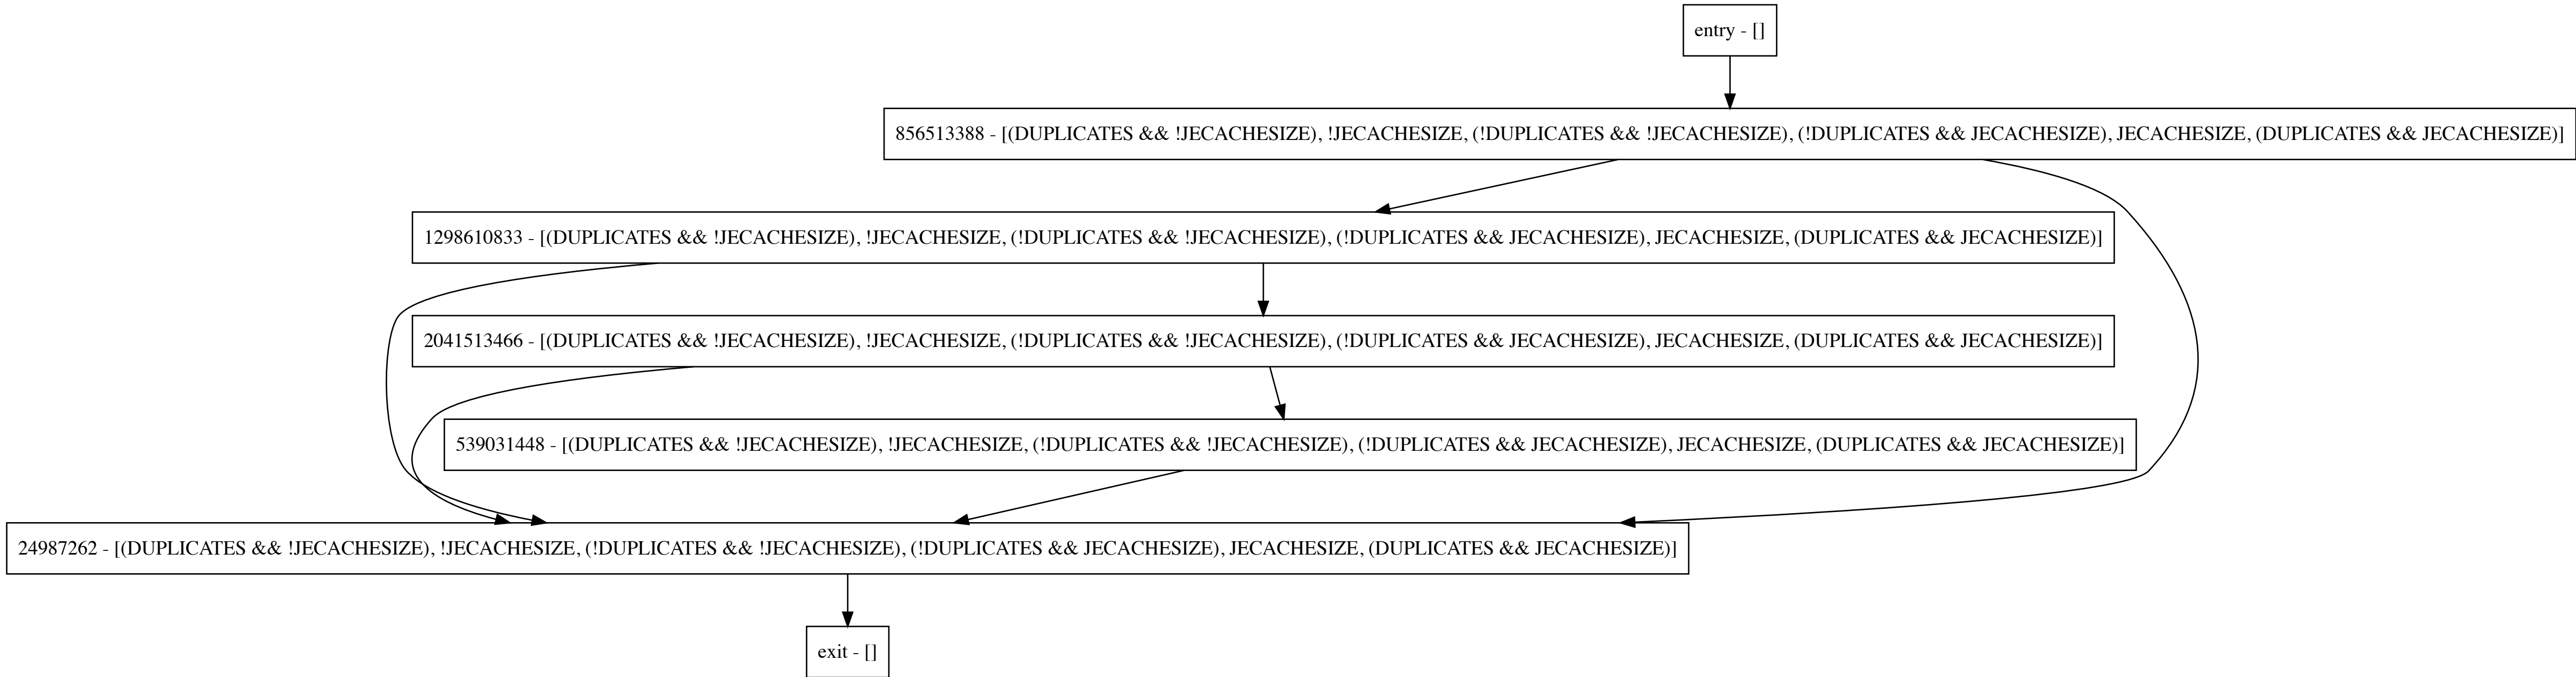 entry - []
856513388 - [(DUPLICATES && !JECACHESIZE), !JECACHESIZE, (!DUPLICATES && !JECACHESIZE), (!DUPLICATES && JECACHESIZE), JECACHESIZE, (DUPLICATES && JECACHESIZE)]
1298610833 - [(DUPLICATES && !JECACHESIZE), !JECACHESIZE, (!DUPLICATES && !JECACHESIZE), (!DUPLICATES && JECACHESIZE), JECACHESIZE, (DUPLICATES && JECACHESIZE)]
2041513466 - [(DUPLICATES && !JECACHESIZE), !JECACHESIZE, (!DUPLICATES && !JECACHESIZE), (!DUPLICATES && JECACHESIZE), JECACHESIZE, (DUPLICATES && JECACHESIZE)]
539031448 - [(DUPLICATES && !JECACHESIZE), !JECACHESIZE, (!DUPLICATES && !JECACHESIZE), (!DUPLICATES && JECACHESIZE), JECACHESIZE, (DUPLICATES && JECACHESIZE)]
24987262 - [(DUPLICATES && !JECACHESIZE), !JECACHESIZE, (!DUPLICATES && !JECACHESIZE), (!DUPLICATES && JECACHESIZE), JECACHESIZE, (DUPLICATES && JECACHESIZE)]
exit - []